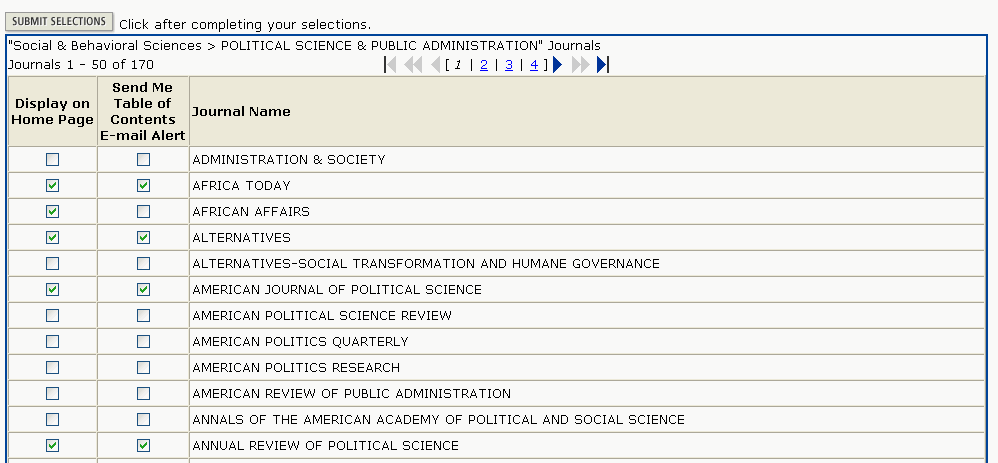 SUBMIT SELECTIONS Click after completing your selections.
"Social & Behavioral Sciences > POLITICAL SCIENCE & PUBLIC ADMINISTRATION" Journals
Journals 1 - 50 of 170 [ 1 | 2 | 3 | 4 ]
Display on Home Page
Send Me Table of Contents E-mail Alert
Journal Name
ADMINISTRATION & SOCIETY
AFRICA TODAY
AFRICAN AFFAIRS
ALTERNATIVES
ALTERNATIVES-SOCIAL TRANSFORMATION AND HUMANE GOVERNANCE
AMERICAN JOURNAL OF POLITICAL SCIENCE
AMERICAN POLITICAL SCIENCE REVIEW
AMERICAN POLITICS QUARTERLY
AMERICAN POLITICS RESEARCH
AMERICAN REVIEW OF PUBLIC ADMINISTRATION
ANNALS OF THE AMERICAN ACADEMY OF POLITICAL AND SOCIAL SCIENCE
ANNUAL REVIEW OF POLITICAL SCIENCE